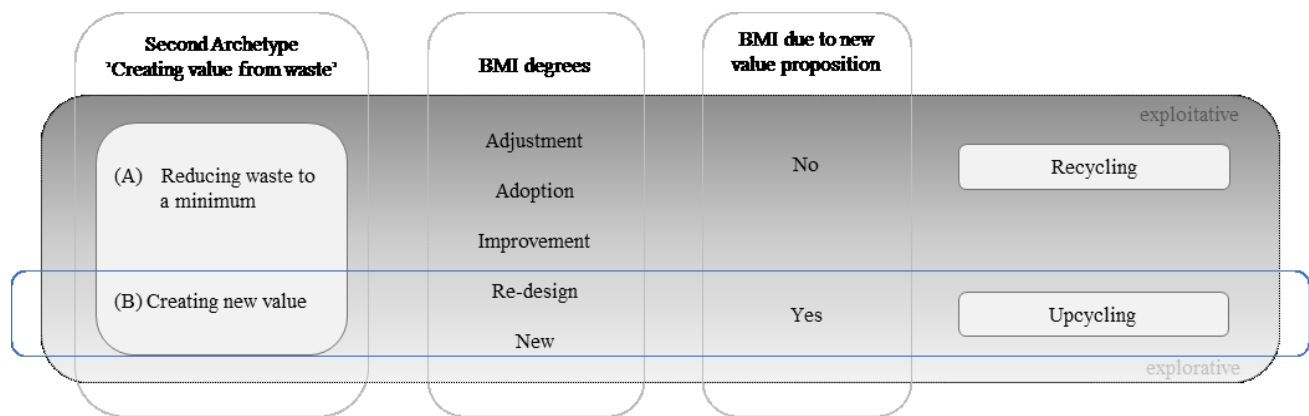 Second Archetype
’Creating value from waste’
BMI degrees
BMI due to new
value proposition
exploitative
(A) Reducing waste to
a minimum
(B) Creating new value
Adjustment
Adoption
Improvement
Re-design
New
No
Yes
Recycling
Upcycling
explorative